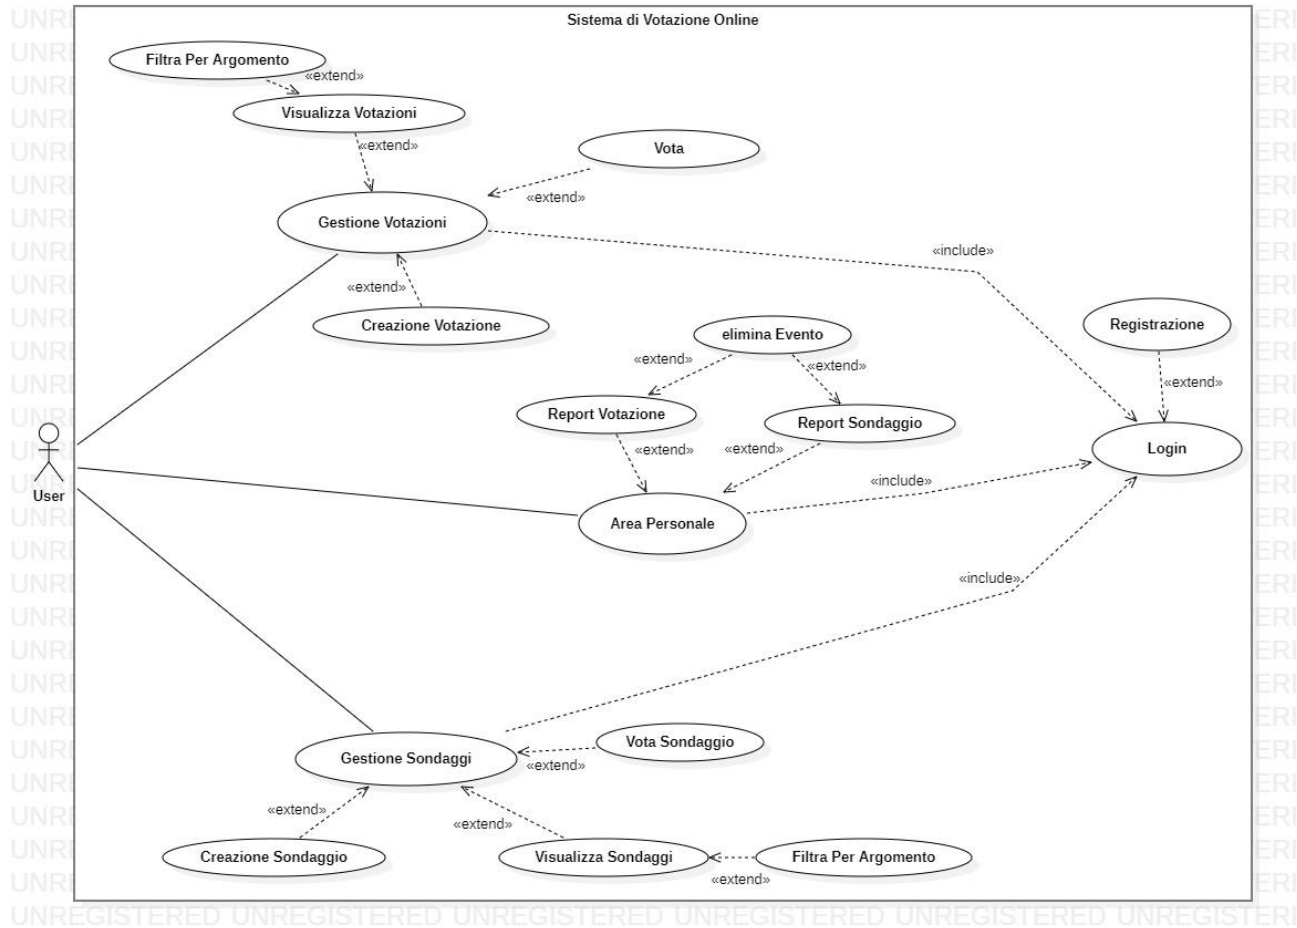 Sistema di Votazione Online
Filtra Per Argomento
«extend»
Visualizza Votazioni
«extend»
Vota
«extend»
Gestione Votazioni
«include»
«extend»
Creazione Votazione
elimina Evento
Registrazione
«extend»
«extend»
«extend»
Report Votazione
Report Sondaggio
«extend»
«extend»
Login
«include»
User
Area Personale
«include»
Vota Sondaggio
Gestione Sondaggi
«extend»
«extend»
«extend»
Creazione Sondaggio
Visualizza Sondaggi
Filtra Per Argomento
«extend»
UNREGISTERED UNREGISTERED UNREGISTERED UNREGISTERED UNREGISTERED UNREGISTERE